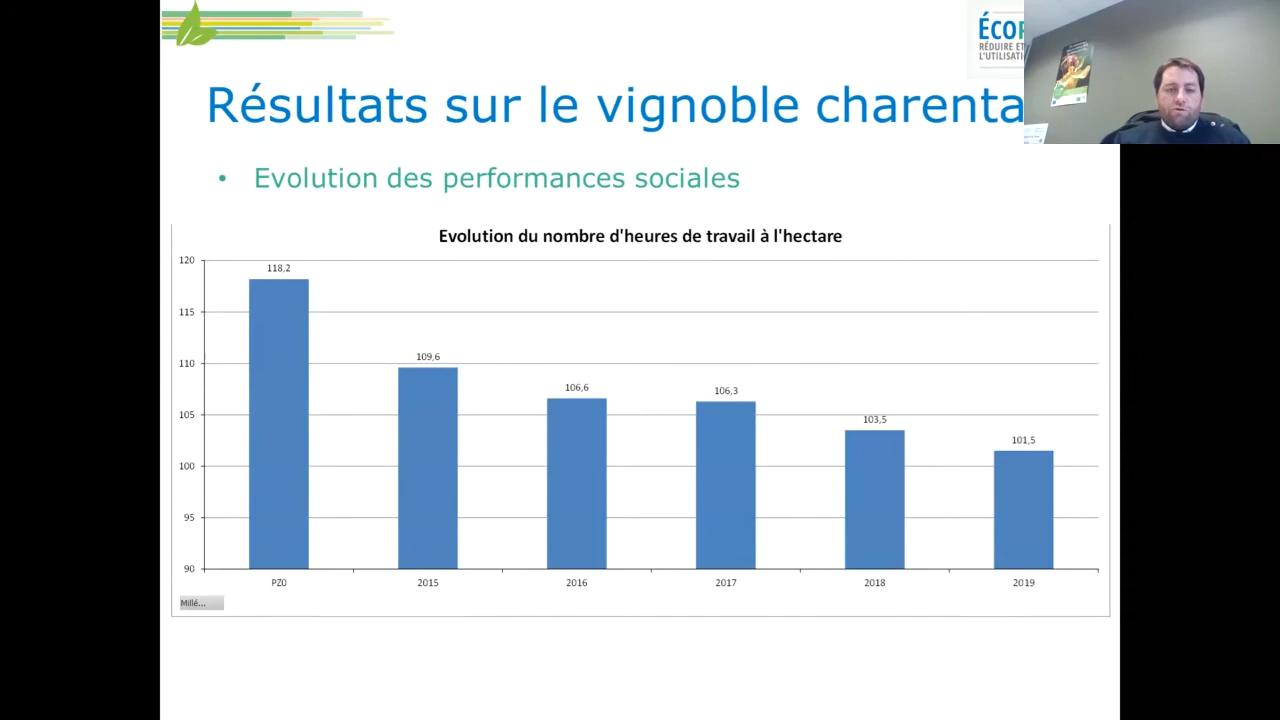 ÉCO
RÉDUIRE ET
L'UTILISATI
Résultats sur le vignoble charenta
• Evolution des performances sociales
Evolution du nombre d'heures de travail à l'hectare
120
115
110
105
100
95
90
118,2
109,6
106,6
106,3
103,5
101,5
PZ0
2015
2016
2017
2018
2019
Millé...